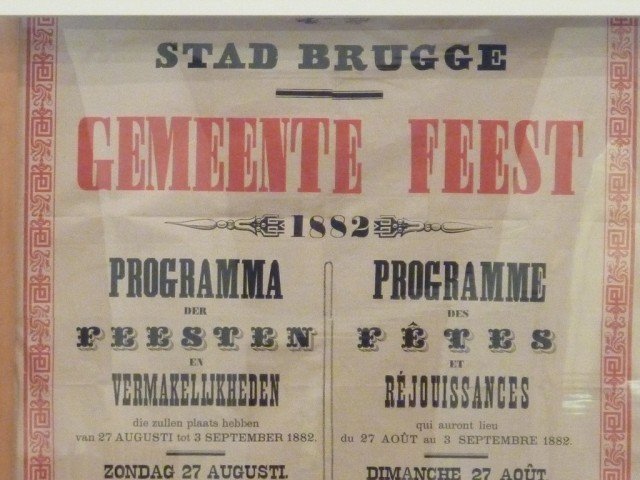 STAD BRUGGE
GEMEENTE FEEST
1882
PROGRAMMA
DER
FEESTEN
EN
VERMAKELIJKHEDEN
die zullen plaats hebben
van 27 AUGUSTI tot 3 SEPTEMBER 1882.
ZONDAG 27 AUGUSTI.
PROGRAMME
DES
FÊTES
ET
RÉJOUISSANCES
qui auront lieu
du 27 AOÛT au 3 SEPTEMBRE 1882.
DIMANCHE 27 AOÛT.